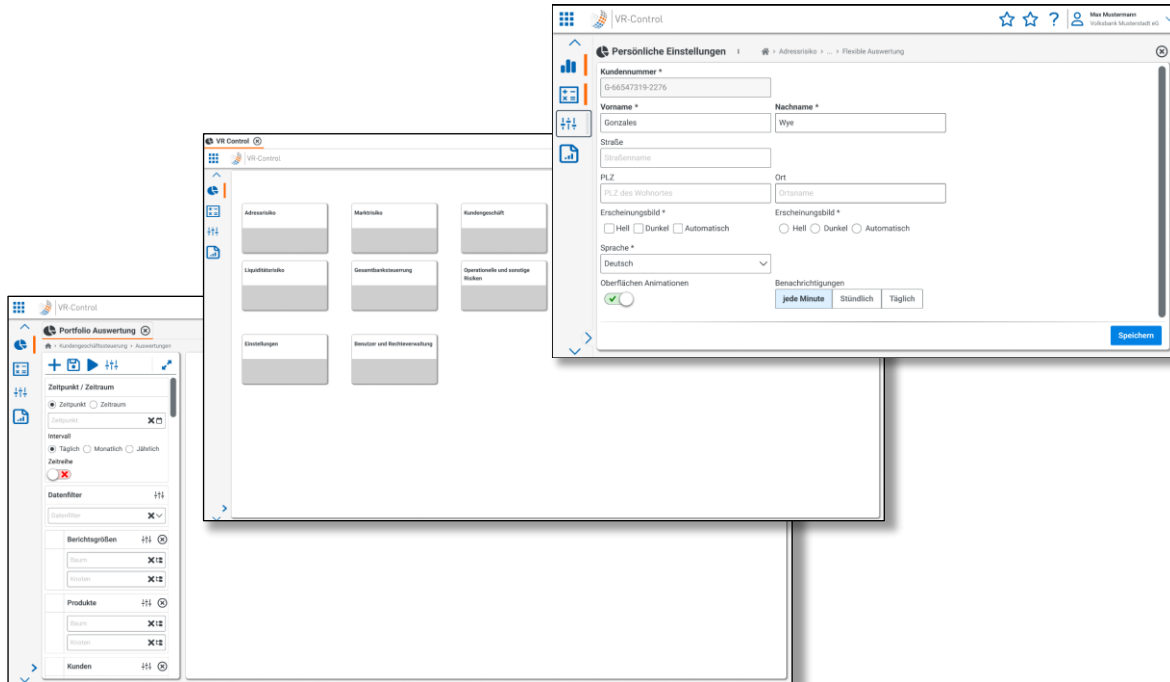 VR-Control
Max Mustermann
Volksbank Musterstadt eG
Persönliche Einstellungen
Adressrisiko › ... › Flexible Auswertung
Kundennummer *
G-66547319-2276
Vorname * Nachname *
Gonzales Wye
Straße
Straßenname
PLZ Ort
PLZ des Wohnortes Ortsname
Erscheinungsbild * Erscheinungsbild *
Hell Dunkel Automatisch Hell Dunkel Automatisch
Sprache *
Deutsch
Oberflächen Animationen Benachrichtigungen
jede Minute Stündlich Täglich
Speichern
VR Control
VR-Control
Adressrisiko Marktrisiko Kundengeschäft
Liquiditätsrisiko Gesamtbanksteuerung Operationelle und sonstige
Risiken
Einstellungen Benutzer und Rechteverwaltung
VR-Control
Portfolio Auswertung
› Kundengeschäftssteuerung › Auswertungen
Zeitpunkt / Zeitraum
Zeitpunkt Zeitraum
Zeitpunkt
Intervall
Täglich Monatlich Jährlich
Zeitreihe
Datenfilter
Datenfilter
Berichtsgrößen
Baum
Knoten
Produkte
Baum
Knoten
Kunden